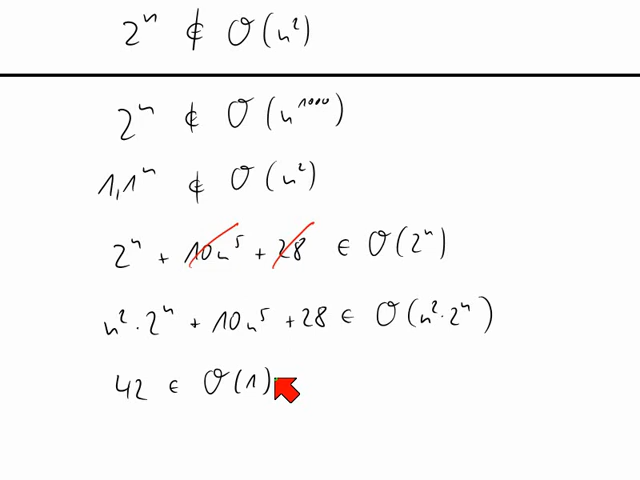 2ⁿ ∉ O(n²)
2ⁿ ∉ O(n¹⁰⁰⁰)
1,1ⁿ ∉ O(n²)
2ⁿ + 10n⁵ + 28 ∈ O(2ⁿ)
n² · 2ⁿ + 10n⁵ + 28 ∈ O(n² · 2ⁿ)
42 ∈ O(1)